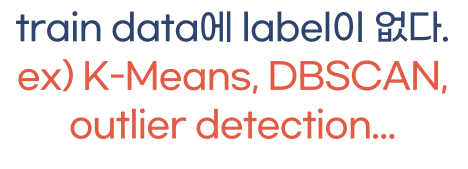 train data에 label이 없다.
ex) K-Means, DBSCAN,
outlier detection...